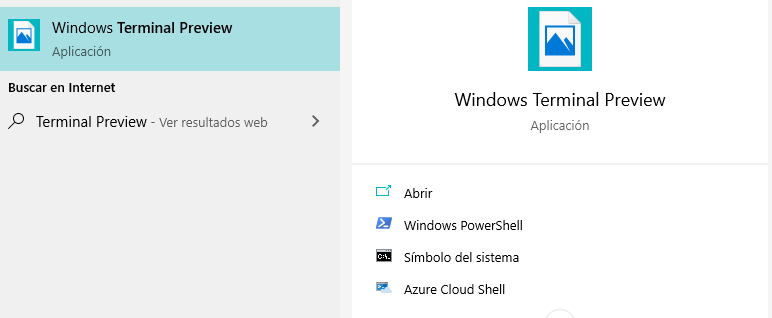 Windows Terminal Preview
Aplicación
Buscar en Internet
Terminal Preview - Ver resultados web
Windows Terminal Preview
Aplicación
Abrir
Windows PowerShell
Símbolo del sistema
Azure Cloud Shell